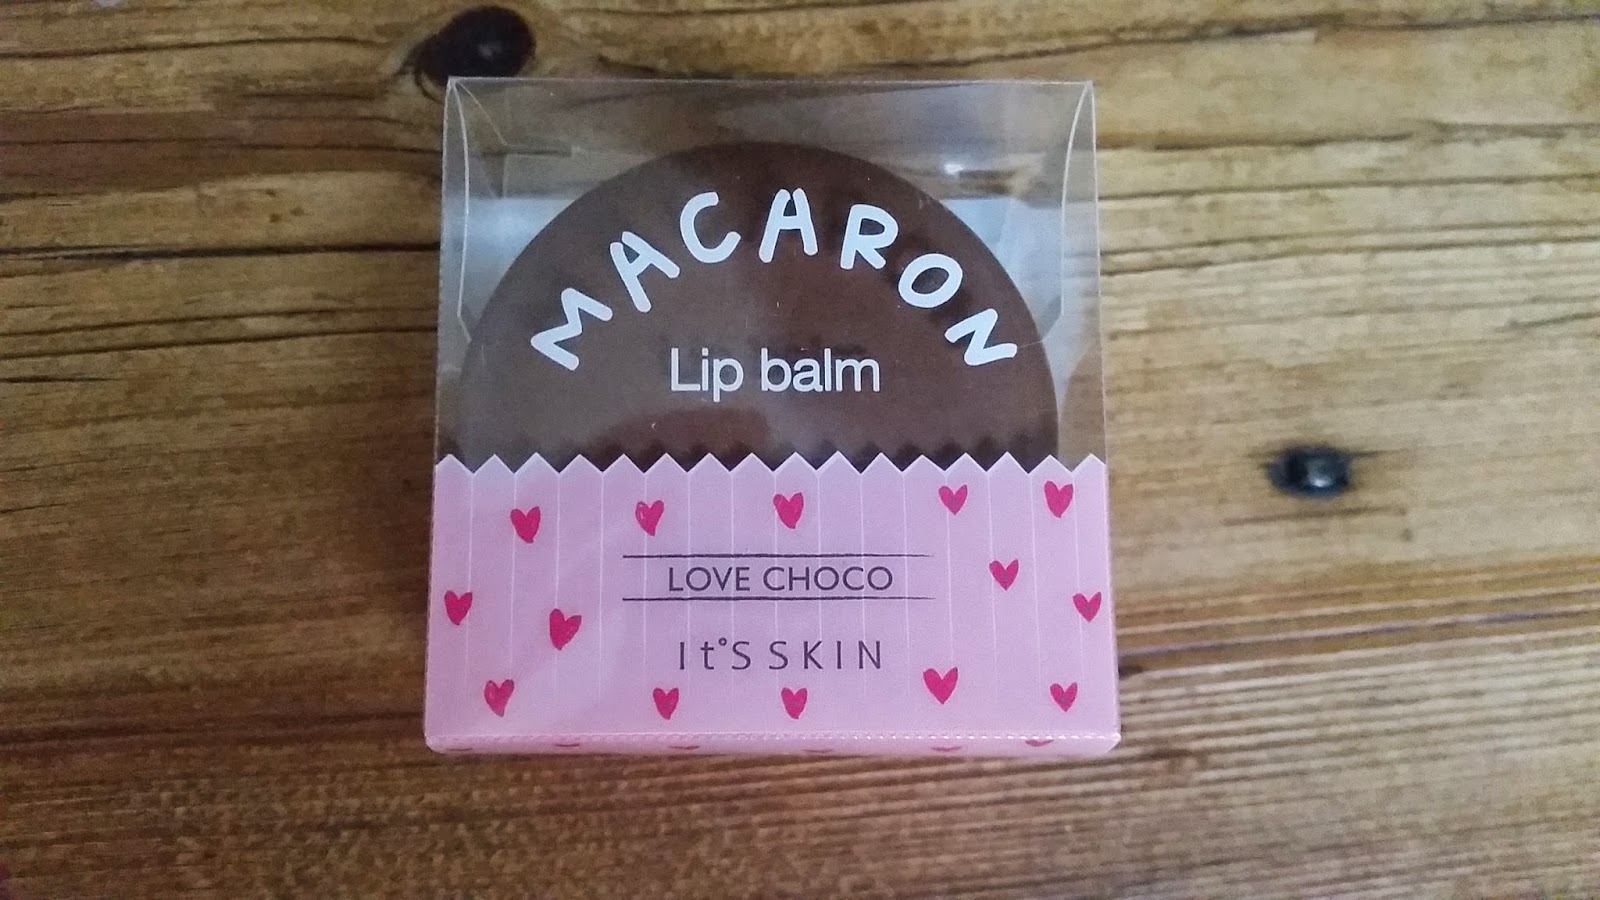 MACARON
Lip balm
LOVE CHOCO
It°S SKIN